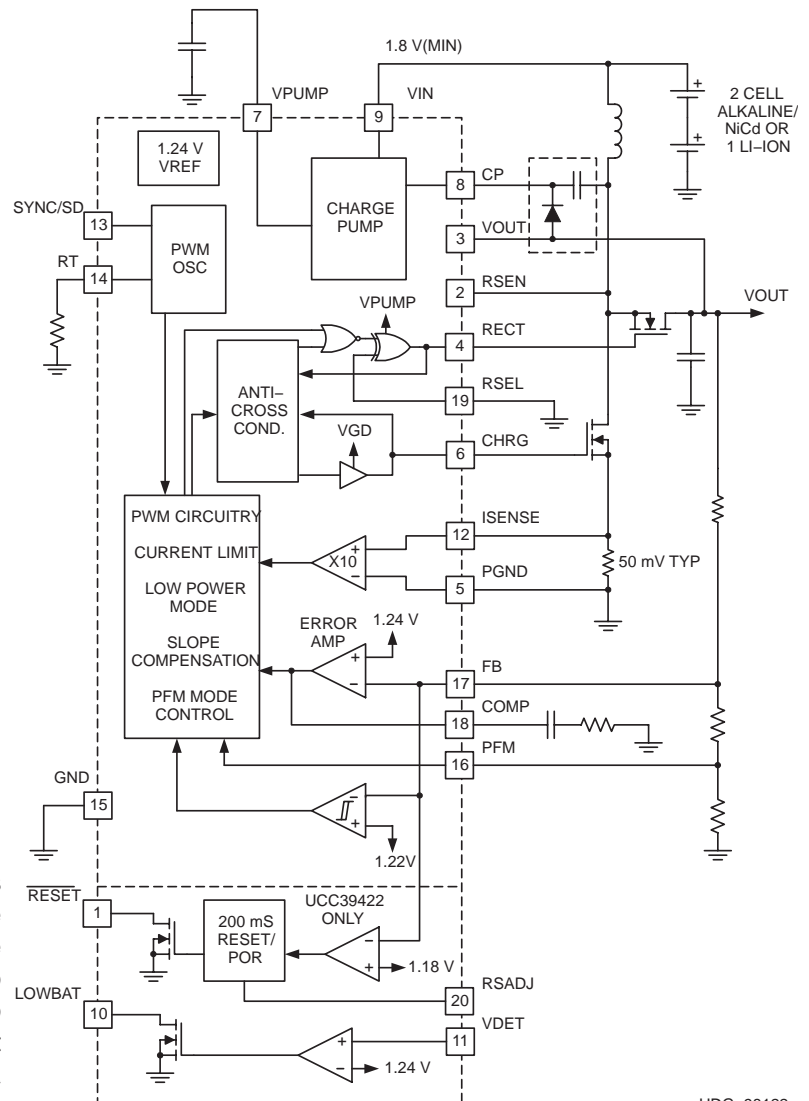 1.8 V(MIN)
VPUMP
7
VIN
9
2 CELL
ALKALINE/
NiCd OR
1 LI–ION
1.24 V
VREF
CHARGE
PUMP
CP
8
SYNC/SD
13
PWM
OSC
VOUT
3
RT
14
RSEN
2
VPUMP
RECT
4
VOUT
ANTI–
CROSS
COND.
RSEL
19
VGD
CHRG
6
PWM CIRCUITRY
CURRENT LIMIT
LOW POWER
MODE
SLOPE
COMPENSATION
PFM MODE
CONTROL
ISENSE
12
+
X10
–
PGND
5
50 mV TYP
ERROR
AMP
1.24 V
+
–
FB
17
COMP
18
PFM
16
GND
15
–
+
1.22V
RESET
1
200 mS
RESET/
POR
UCC39422
ONLY
–
+
1.18 V
RSADJ
20
LOWBAT
10
VDET
11
+
–
1.24 V